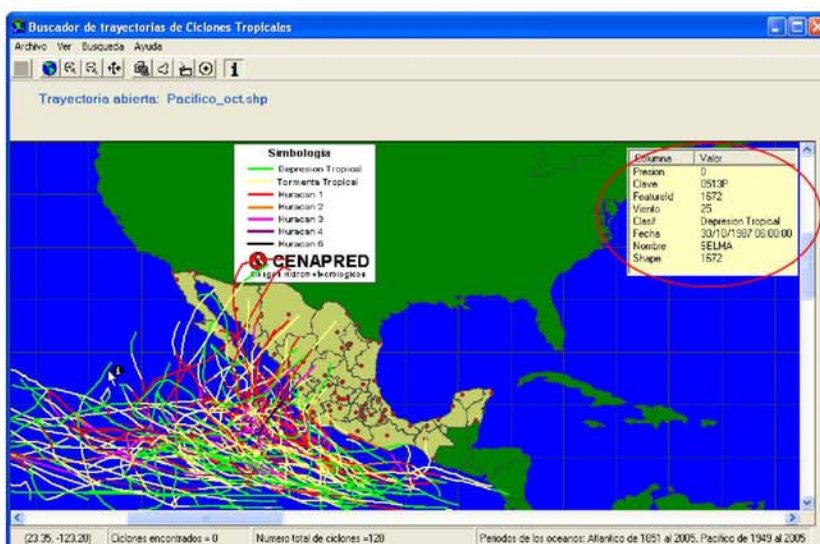 Buscador de trayectorias de Ciclones Tropicales
Archivo Ver Busqueda Ayuda
Trayectoria abierta: Pacifico_oct.shp
Simbología
Depresion Tropical
Tormenta Tropical
Huracan 1
Huracan 2
Huracan 3
Huracan 4
Huracan 5
CENAPRED
Columna Valor
Presion 0
Clave 0513P
FeatureId 1672
Viento 25
Clasif Depresion Tropical
Fecha 30/10/1987 06:00:00
Nombre SELMA
Shape 1672
(23.35, -123.20) Ciclones encontrados = 0 Numero total de ciclones =128 Periodos de los oceanos: Atlantico de 1851 al 2005. Pacifico de 1949 al 2005